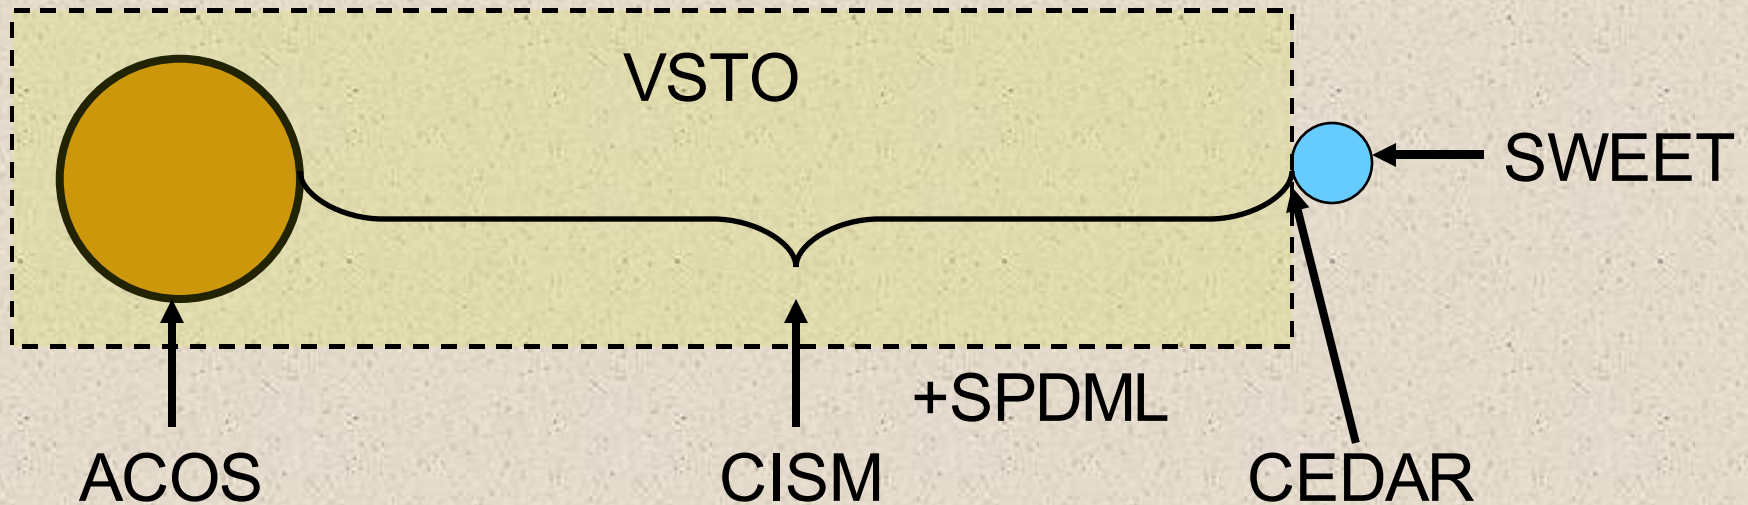 VSTO
SWEET
+SPDML
ACOS
CISM
CEDAR